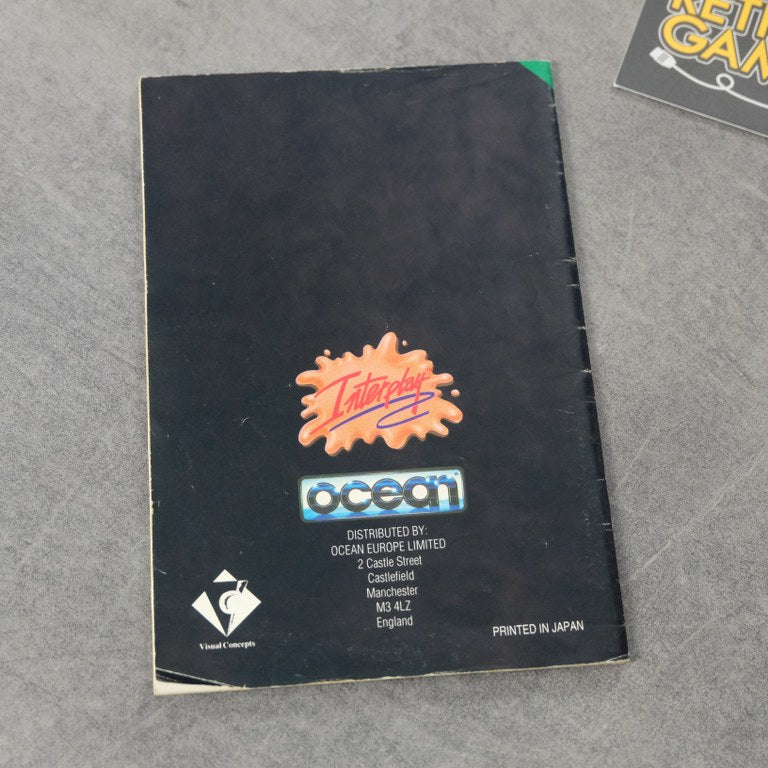 Interplay
ocean
DISTRIBUTED BY:
OCEAN EUROPE LIMITED
2 Castle Street
Castlefield
Manchester
M3 4LZ
England
Visual Concepts
PRINTED IN JAPAN